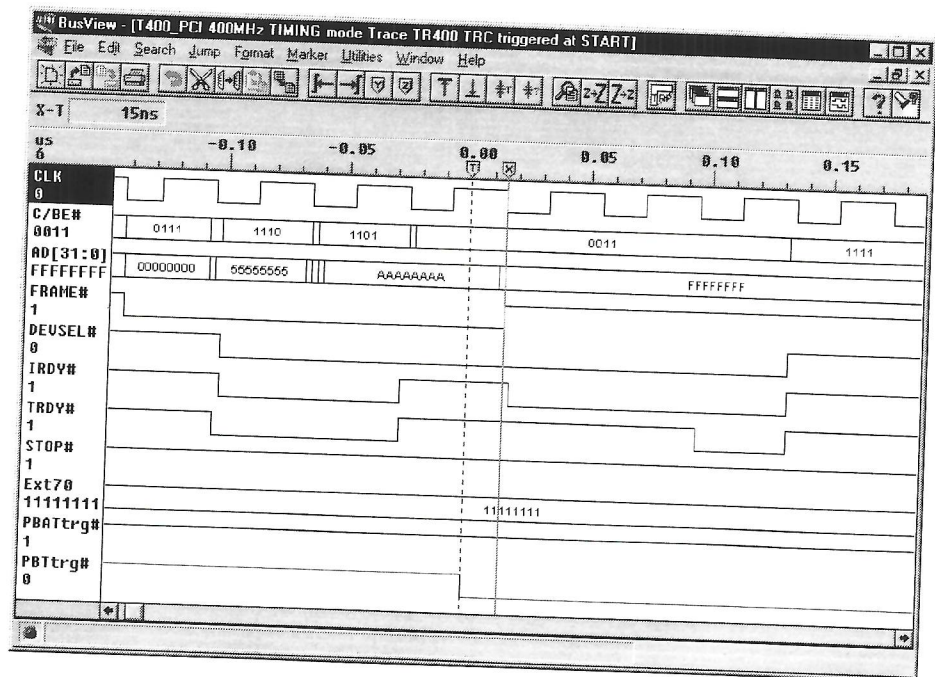 RusView - [T400_PCI 400MHz TIMING mode Trace TR400 TRC triggered at START]
File Edit Search Jump Format Marker Utilities Window Help
X-T 15ns
us -0.10 -0.05 0.00 0.05 0.10 0.15
6 T X
CLK
0
C/BE# 0111 1110 1101 0011 1111
0011
AD[31:0] 00000000 55555555 AAAAAAAA FFFFFFFF
FFFFFFFF
FRAME#
1
DEVSEL#
0
IRDY#
1
TRDY#
1
STOP#
1
Ext70
11111111 11111111
PBATtrg#
1
PBTtrg#
0